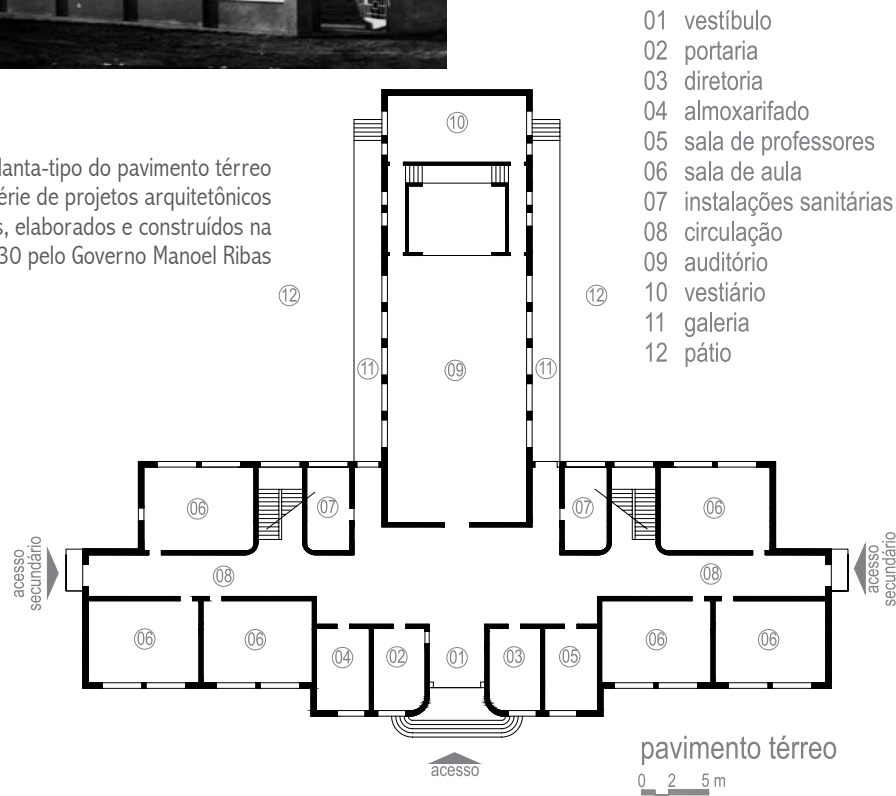 01 vestíbulo
02 portaria
03 diretoria
04 almoxarifado
05 sala de professores
06 sala de aula
07 instalações sanitárias
08 circulação
09 auditório
10 vestiário
11 galeria
12 pátio
lanta-tipo do pavimento térreo
érie de projetos arquitetônicos
s, elaborados e construídos na
30 pelo Governo Manoel Ribas
10
12
12
11
09
11
06
07
07
06
acesso
secundário
08
08
acesso
secundário
06
06
04
02
01
03
05
06
06
acesso
pavimento térreo
0 2 5 m